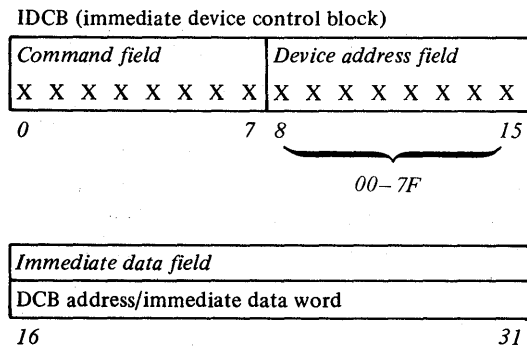 IDCB (immediate device control block)
Command field Device address field
X X X X X X X X X X X X X X X X
0 7 8 15
00–7F
Immediate data field
DCB address/immediate data word
16 31